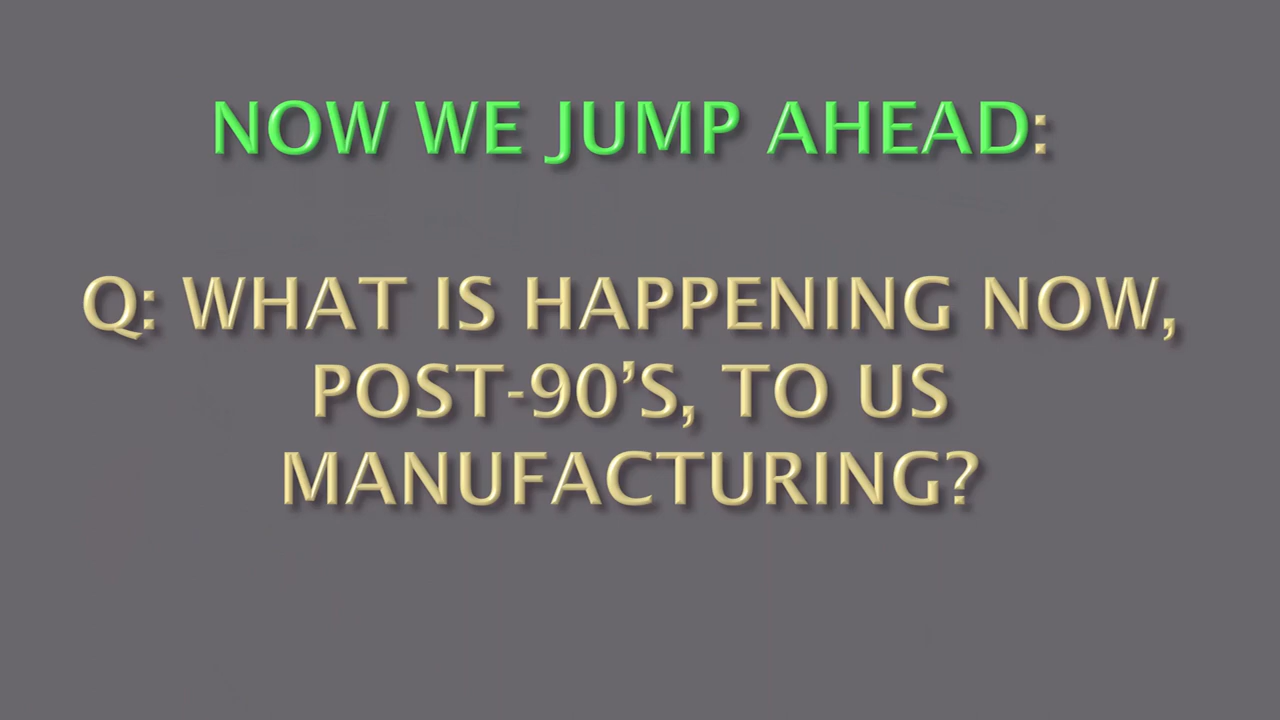 NOW WE JUMP AHEAD:
Q: WHAT IS HAPPENING NOW,
POST-90’S, TO US
MANUFACTURING?